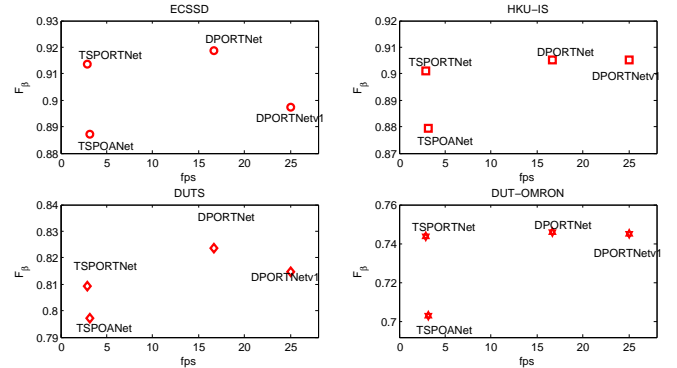 ECSSD
0.93
0.92
0.91
0.9
0.89
0.88
Fβ
TSPORTNet
DPORTNet
DPORTNetv1
TSPOANet
0 5 10 15 20 25
fps
HKU−IS
0.92
0.91
0.9
0.89
0.88
0.87
Fβ
TSPORTNet
DPORTNet
DPORTNetv1
TSPOANet
0 5 10 15 20 25
fps
DUTS
0.84
0.83
0.82
0.81
0.8
0.79
Fβ
DPORTNet
TSPORTNet
DPORTNetv1
TSPOANet
0 5 10 15 20 25
fps
DUT−OMRON
0.76
0.74
0.72
0.7
Fβ
TSPORTNet
DPORTNet
DPORTNetv1
TSPOANet
0 5 10 15 20 25
fps